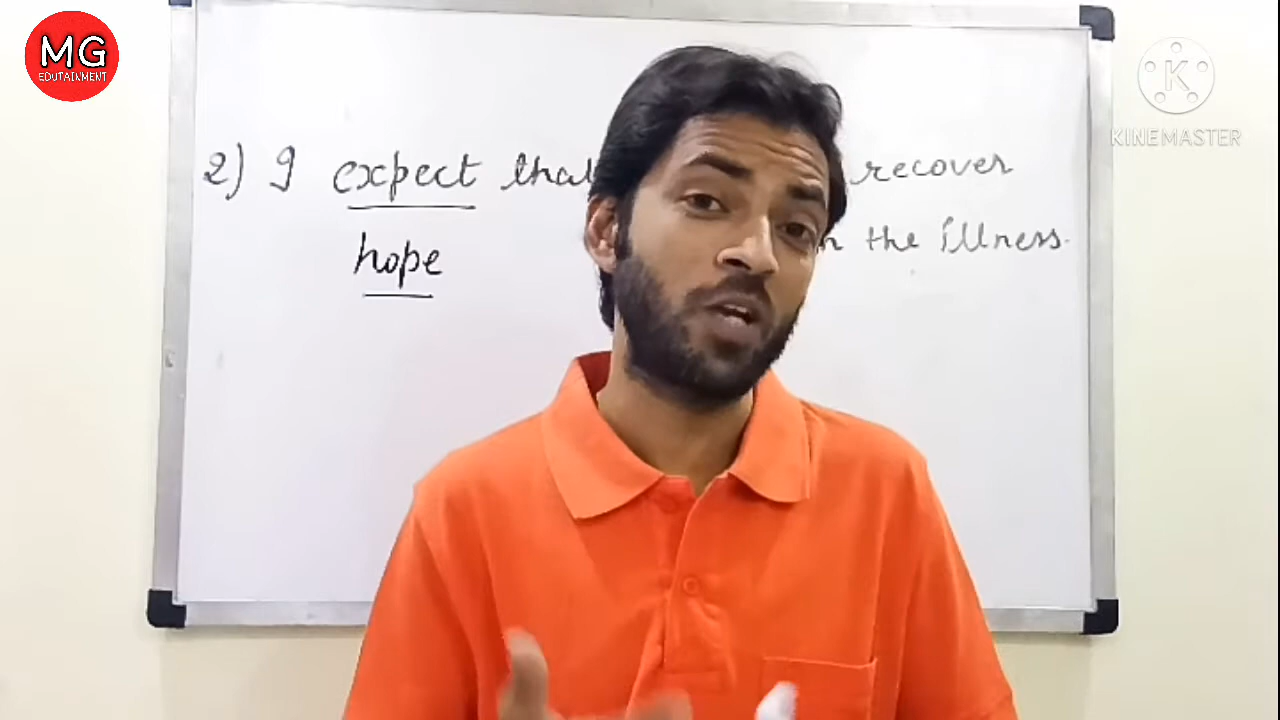 MG
EDUTAINMENT
KINEMASTER
2) I expect that recover
the illness.
hope